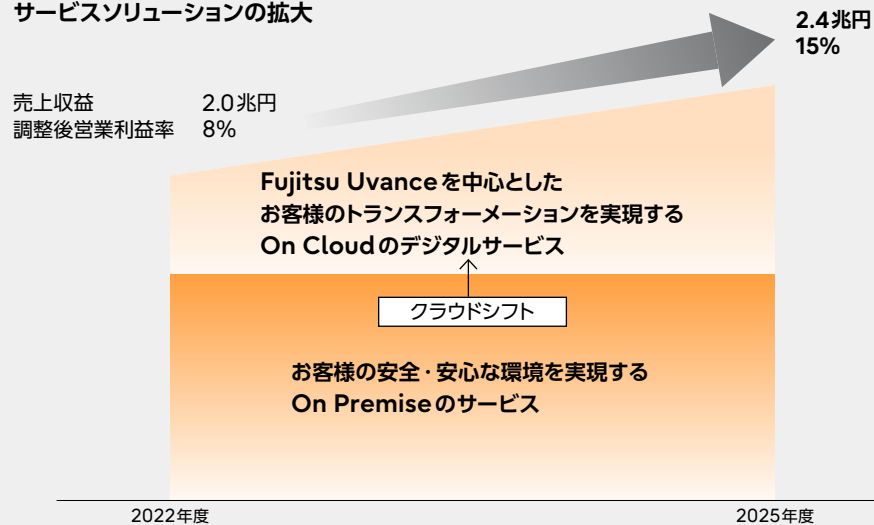 サービスソリューションの拡大
2.4兆円
15%
売上収益 2.0兆円
調整後営業利益率 8%
Fujitsu Uvanceを中心とした
お客様のトランスフォーメーションを実現する
On Cloudのデジタルサービス
クラウドシフト
お客様の安全・安心な環境を実現する
On Premiseのサービス
2022年度 2025年度